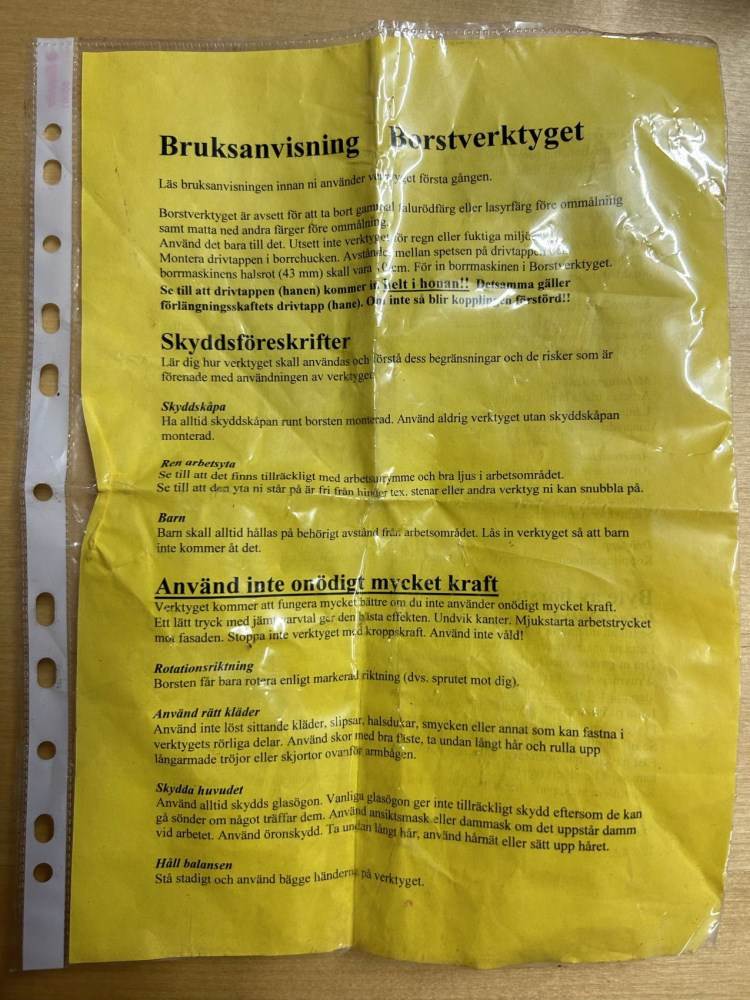 Bruksanvisning Borstverktyget
Läs bruksanvisningen innan ni använder verktyget första gången.
Borstverktyget är avsett för att ta bort gammal falurödfärg eller lasyrfärg före ommålning
samt matta ned andra färger före ommålning.
Använd det bara till det. Utsett inte verktyget för regn eller fuktiga miljöer.
Montera drivtappen i borrchucken. Avståndet mellan spetsen på drivtappen
borrmaskinens halsrot (43 mm) skall vara cm. För in borrmaskinen i Borstverktyget.
Se till att drivtappen (hanen) kommer in helt i honan!! Detsamma gäller
förlängningsskaftets drivtapp (hane). Om inte så blir kopplingen förstörd!!
Skyddsföreskrifter
Lär dig hur verktyget skall användas och förstå dess begränsningar och de risker som är
förenade med användningen av verktyget
Skyddskåpa
Ha alltid skyddskåpan runt borsten monterad. Använd aldrig verktyget utan skyddskåpan
monterad.
Ren arbetsyta
Se till att det finns tillräckligt med arbetsutrymme och bra ljus i arbetsområdet.
Se till att den yta ni står på är fri från hinder tex. stenar eller andra verktyg ni kan snubbla på.
Barn
Barn skall alltid hållas på behörigt avstånd från arbetsområdet. Lås in verktyget så att barn
inte kommer åt det.
Använd inte onödigt mycket kraft
Verktyget kommer att fungera mycket bättre om du inte använder onödigt mycket kraft.
Ett lätt tryck med jämt varvtal ger den bästa effekten. Undvik kanter. Mjukstarta arbetstrycket
mot fasaden. Stoppa inte verktyget med kroppskraft. Använd inte våld!
Rotationsriktning
Borsten får bara rotera enligt markerad riktning (dvs. sprutet mot dig).
Använd rätt kläder
Använd inte löst sittande kläder, slipsar, halsdukar, smycken eller annat som kan fastna i
verktygets rörliga delar. Använd skor med bra fäste, ta undan långt hår och rulla upp
långarmade tröjor eller skjortor ovanför armbågen.
Skydda huvudet
Använd alltid skydds glasögon. Vanliga glasögon ger inte tillräckligt skydd eftersom de kan
gå sönder om något träffar dem. Använd ansiktsmask eller dammask om det uppstår damm
vid arbetet. Använd öronskydd. Ta undan långt hår, använd hårnät eller sätt upp håret.
Håll balansen
Stå stadigt och använd bägge händerna på verktyget.